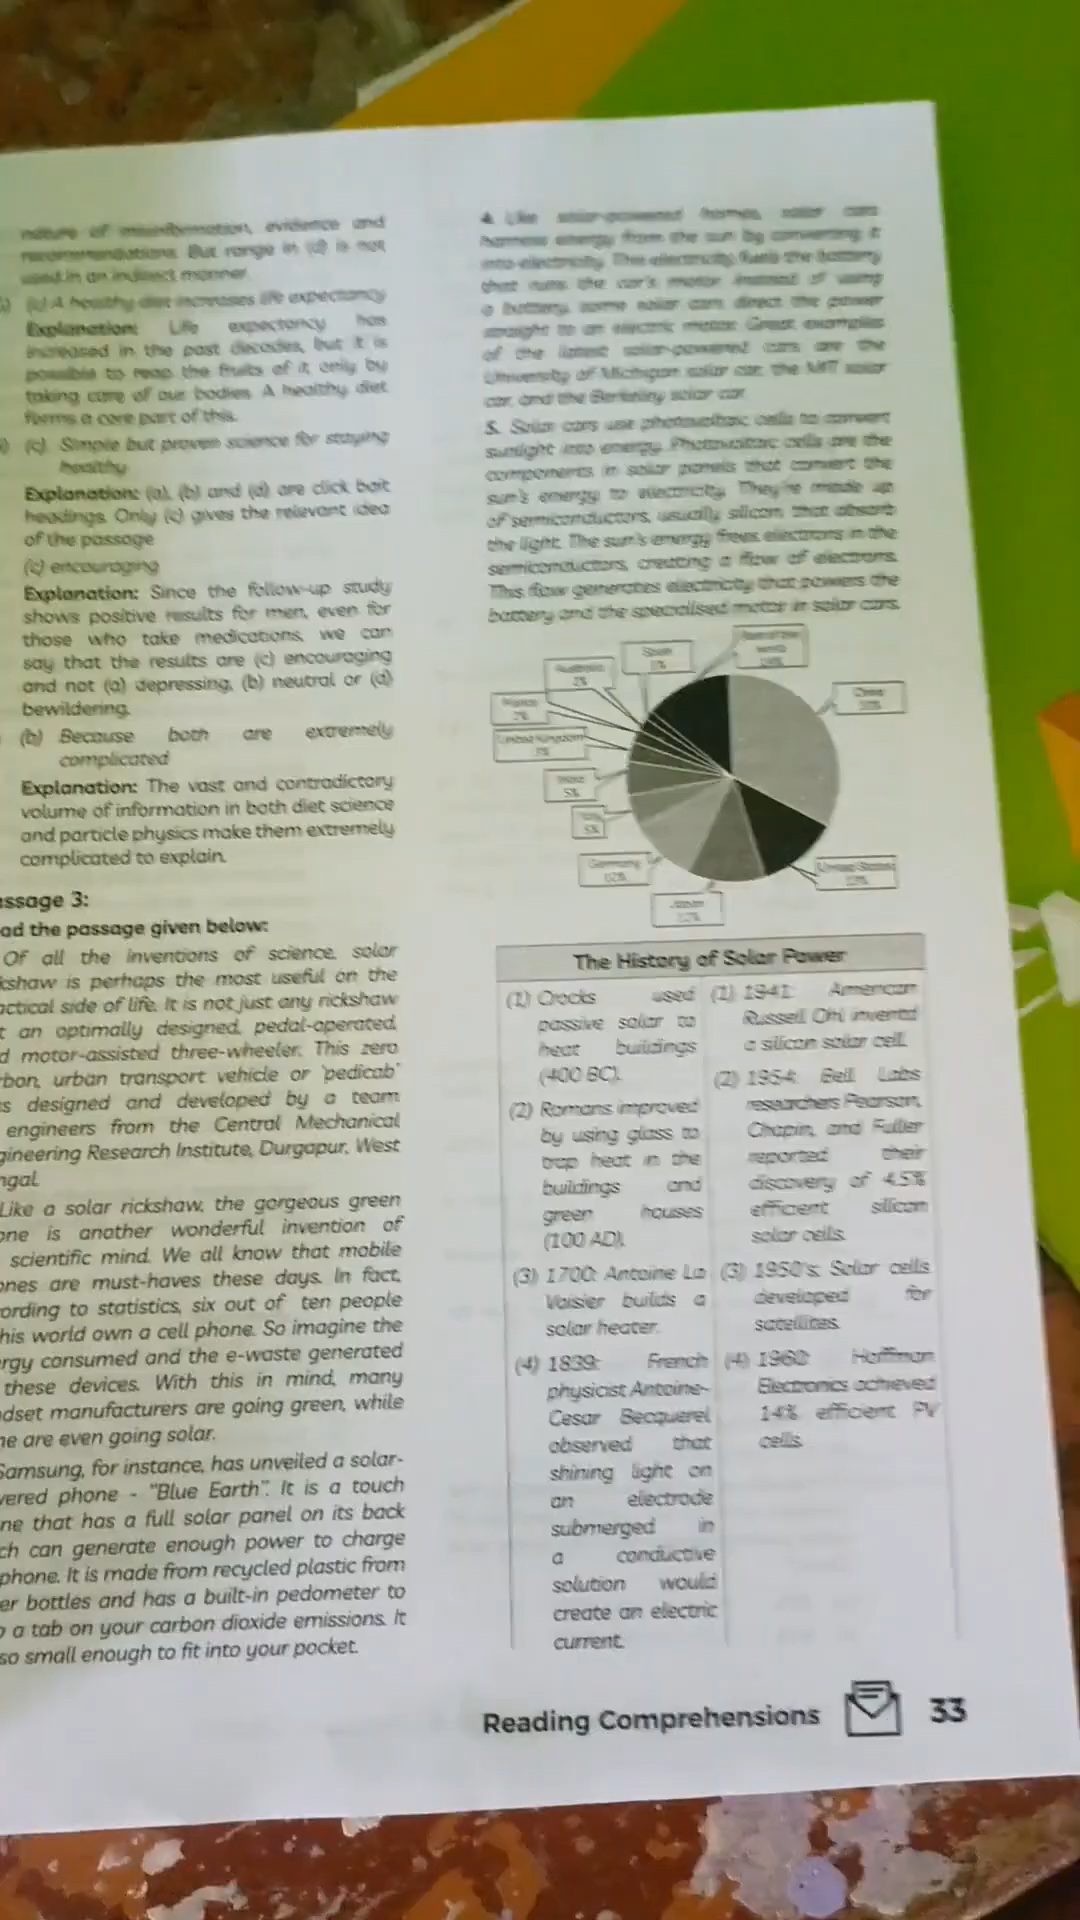 nature of misinformation, evidence and
recommendations. But range in (d) is not
used in an indirect manner.
(c) A healthy diet increases life expectancy
Explanation: Life expectancy has
increased in the past decades, but it is
possible to reap the fruits of it only by
taking care of our bodies. A healthy diet
forms a core part of this.
(c) Simple but proven science for staying
healthy
Explanation: (a), (b) and (d) are click bait
headings. Only (c) gives the relevant idea
of the passage
(c) encouraging
Explanation: Since the follow-up study
shows positive results for men, even for
those who take medications, we can
say that the results are (c) encouraging
and not (a) depressing, (b) neutral or (d)
bewildering.
(b) Because both are extremely
complicated
Explanation: The vast and contradictory
volume of information in both diet science
and particle physics make them extremely
complicated to explain.
ssage 3:
ad the passage given below:
Of all the inventions of science, solar
kshaw is perhaps the most useful on the
actical side of life. It is not just any rickshaw
t an optimally designed, pedal-operated,
d motor-assisted three-wheeler. This zero
rbon, urban transport vehicle or 'pedicab'
s designed and developed by a team
engineers from the Central Mechanical
gineering Research Institute, Durgapur, West
ngal.
Like a solar rickshaw, the gorgeous green
one is another wonderful invention of
scientific mind. We all know that mobile
ones are must-haves these days. In fact,
ording to statistics, six out of ten people
his world own a cell phone. So imagine the
rgy consumed and the e-waste generated
these devices. With this in mind, many
dset manufacturers are going green, while
me are even going solar.
Samsung, for instance, has unveiled a solar-
wered phone - "Blue Earth". It is a touch
ne that has a full solar panel on its back
ch can generate enough power to charge
phone. It is made from recycled plastic from
er bottles and has a built-in pedometer to
p a tab on your carbon dioxide emissions. It
so small enough to fit into your pocket.
4. Like solar-powered homes, solar cars
harness energy from the sun by converting it
into electricity. This electricity fuels the battery
that runs the car's motor. Instead of using
a battery, some solar cars direct the power
straight to an electric motor. Great examples
of the latest solar-powered cars are the
University of Michigan solar car, the MIT solar
car, and the Berkeley solar car.
5. Solar cars use photovoltaic cells to convert
sunlight into energy. Photovoltaic cells are the
components in solar panels that convert the
sun's energy to electricity. They're made up
of semiconductors, usually silicon, that absorb
the light. The sun's energy frees electrons in the
semiconductors, creating a flow of electrons.
This flow generates electricity that powers the
battery and the specialised motor in solar cars.
Spain
Australia
2%
China
France
2%
United Kingdom
5%
5%
Germany
12%
United States
Japan
12%
The History of Solar Power
(1) Crocks used
passive solar to
heat buildings
(400 BC).
(2) Romans improved
by using glass to
trap heat in the
buildings and
green houses
(100 AD).
(3) 1700: Antoine La
Voisier builds a
solar heater.
(4) 1839: French
physicist Antoine-
Cesar Becquerel
observed that
shining light on
an electrode
submerged in
a conductive
solution would
create an electric
current.
(1) 1941: American
Russell Ohl invented
a silicon solar cell.
(2) 1954: Bell Labs
researchers Pearson,
Chapin, and Fuller
reported their
discovery of 4.5%
efficient silicon
solar cells.
(3) 1950's: Solar cells
developed for
satellites.
(4) 1960: Hoffman
Electronics achieved
14% efficient PV
cells.
Reading Comprehensions 33